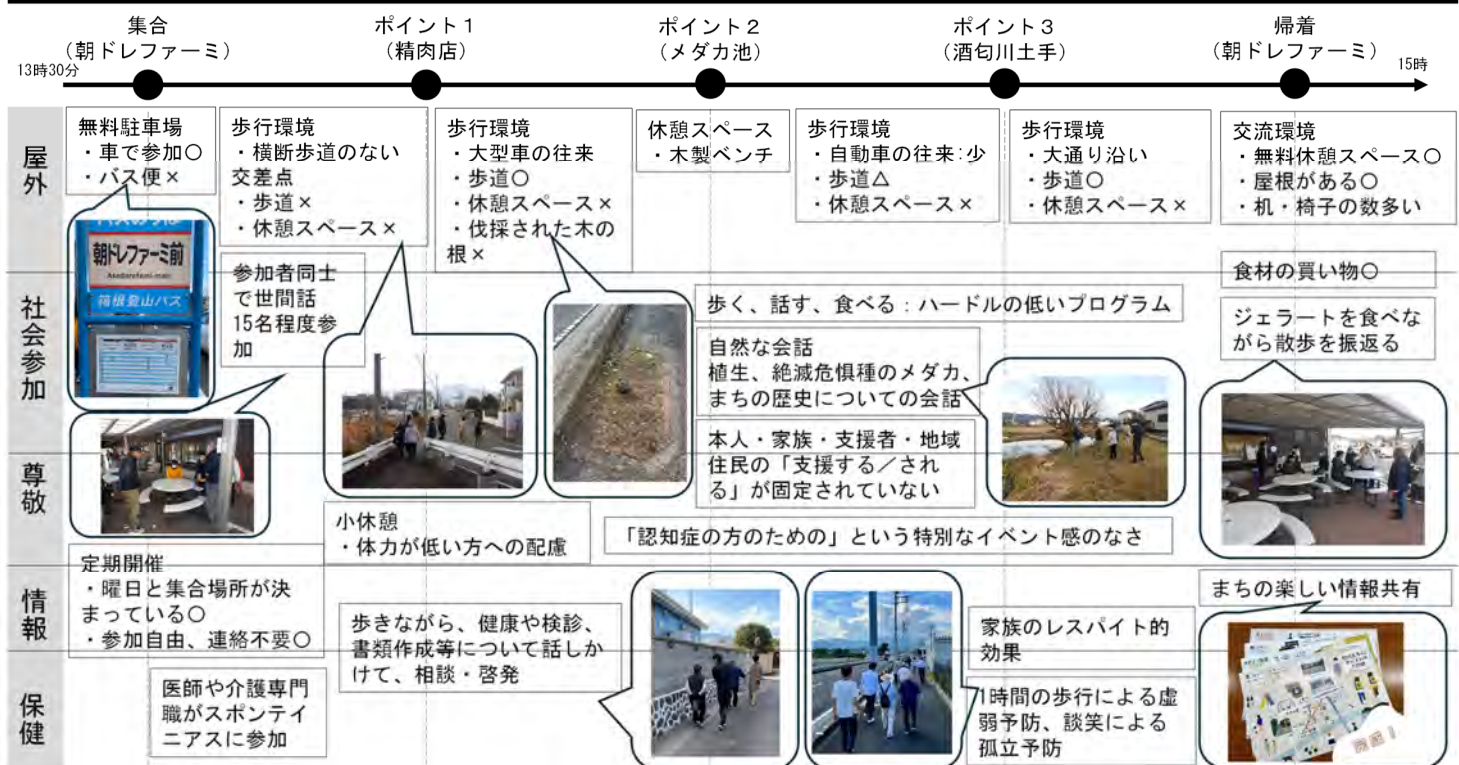 集合
(朝ドレファーミ)
ポイント1
(精肉店)
ポイント2
(メダカ池)
ポイント3
(酒匂川土手)
帰着
(朝ドレファーミ)
13時30分
15時
屋外
無料駐車場
・車で参加〇
・バス便×
歩行環境
・横断歩道のない
交差点
・歩道×
・休憩スペース×
歩行環境
・大型車の往来
・歩道〇
・休憩スペース×
・伐採された木の
根×
休憩スペース
・木製ベンチ
歩行環境
・自動車の往来:少
・歩道△
・休憩スペース×
歩行環境
・大通り沿い
・歩道〇
・休憩スペース×
交流環境
・無料休憩スペース〇
・屋根がある〇
・机・椅子の数多い
社会参加
朝ドレファーミ前
Asadorefami-mae
箱根登山バス
参加者同士
で世間話
15名程度参
加
歩く、話す、食べる:ハードルの低いプログラム
自然な会話
植生、絶滅危惧種のメダカ、
まちの歴史についての会話
食材の買い物〇
ジェラートを食べな
がら散歩を振返る
尊敬
本人・家族・支援者・地域
住民の「支援する/され
る」が固定されていない
小休憩
・体力が低い方への配慮
「認知症の方のための」という特別なイベント感のなさ
情報
定期開催
・曜日と集合場所が決
まっている〇
・参加自由、連絡不要〇
歩きながら、健康や検診、
書類作成等について話しか
けて、相談・啓発
家族のレスパイト的
効果
まちの楽しい情報共有
保健
医師や介護専門
職がスポンテイ
ニアスに参加
1時間の歩行による虚
弱予防、談笑による
孤立予防